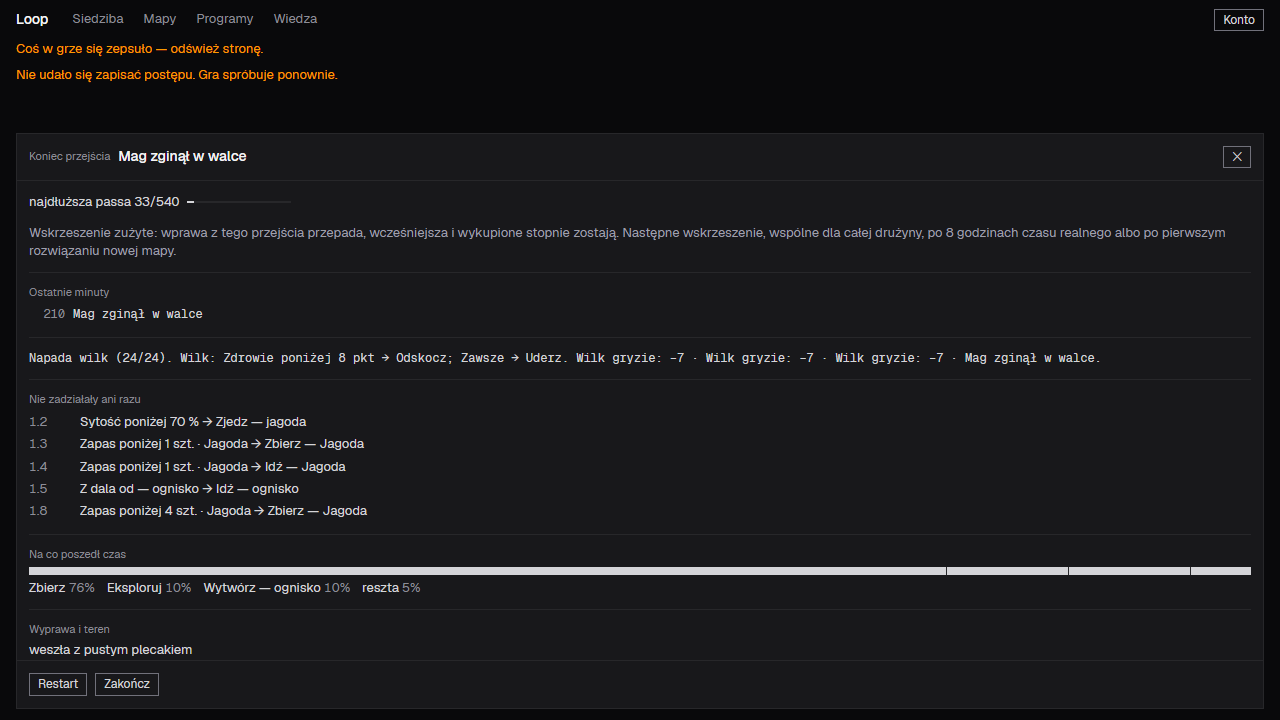 Loop Siedziba Mapy Programy Wiedza Konto
Coś w grze się zepsuło — odśwież stronę.
Nie udało się zapisać postępu. Gra spróbuje ponownie.
Koniec przejścia Mag zginął w walce
najdłuższa passa 33/540
Wskrzeszenie zużyte: wprawa z tego przejścia przepada, wcześniejsza i wykupione stopnie zostają. Następne wskrzeszenie, wspólne dla całej drużyny, po 8 godzinach czasu realnego albo po pierwszym
rozwiązaniu nowej mapy.
Ostatnie minuty
210 Mag zginął w walce
Napada wilk (24/24). Wilk: Zdrowie poniżej 8 pkt → Odskocz; Zawsze → Uderz. Wilk gryzie: −7 · Wilk gryzie: −7 · Wilk gryzie: −7 · Mag zginął w walce.
Nie zadziałały ani razu
1.2 Sytość poniżej 70 % → Zjedz — jagoda
1.3 Zapas poniżej 1 szt. · Jagoda → Zbierz — Jagoda
1.4 Zapas poniżej 1 szt. · Jagoda → Idź — Jagoda
1.5 Z dala od — ognisko → Idź — ognisko
1.8 Zapas poniżej 4 szt. · Jagoda → Zbierz — Jagoda
Na co poszedł czas
Zbierz 76% Eksploruj 10% Wytwórz — ognisko 10% reszta 5%
Wyprawa i teren
weszła z pustym plecakiem
Restart Zakończ